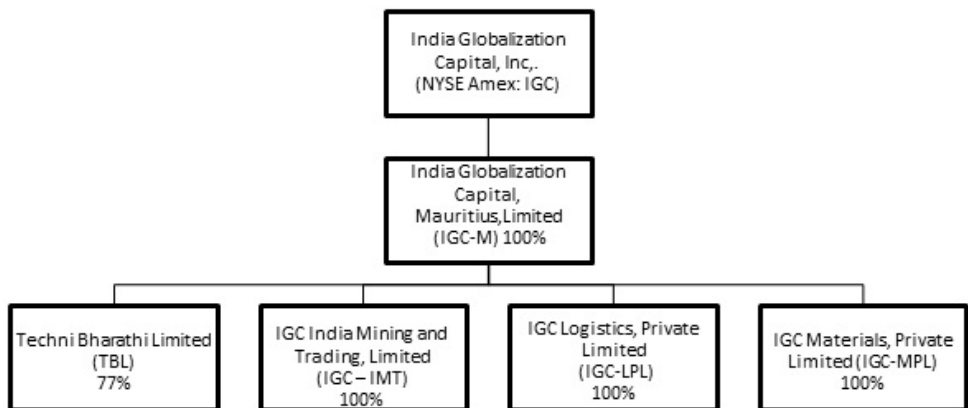 India Globalization
Capital, Inc,.
(NYSE Amex: IGC)
India Globalization
Capital,
Mauritius,Limited
(IGC-M) 100%
Techni Bharathi Limited
(TBL)
77%
IGC India Mining and
Trading, Limited
(IGC – IMT)
100%
IGC Logistics, Private
Limited
(IGC-LPL)
100%
IGC Materials, Private
Limited (IGC-MPL)
100%